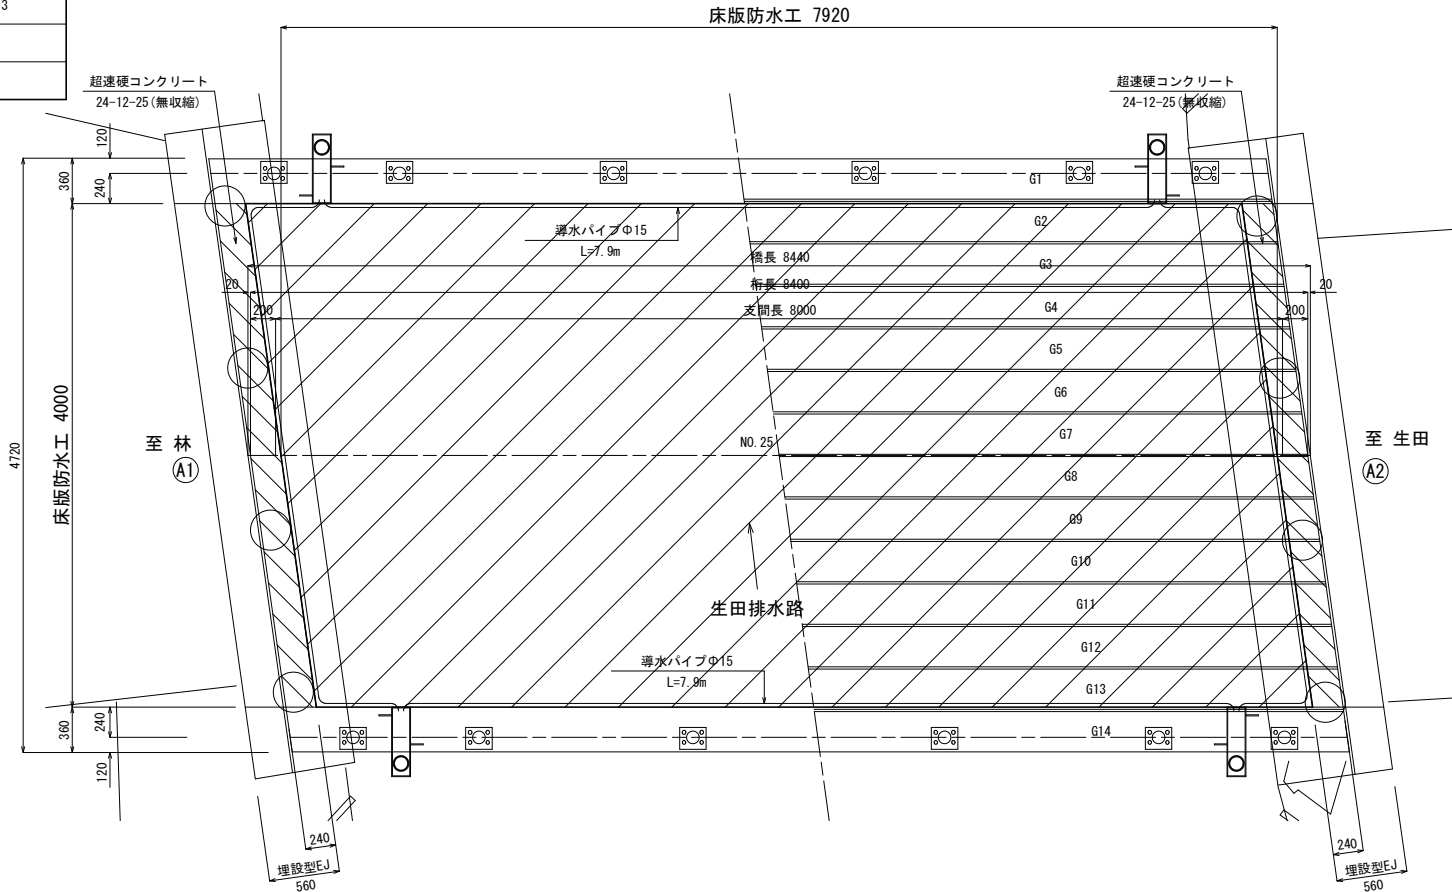 3
床版防水工 7920
超速硬コンクリート
24-12-25(無収縮)
超速硬コンクリート
24-12-25(無収縮)
120
360
240
G1
G2
導水パイプΦ15
L=7.9m
橋長 8440
G3
20
桁長 8400
20
200
支間長 8000
G4
200
G5
G6
4720
床版防水工 4000
至 林
A1
NO.25
G7
至 生田
A2
G8
G9
G10
生田排水路
G11
G12
導水パイプΦ15
L=7.9m
G13
360
240
G14
120
240
埋設型EJ
560
240
埋設型EJ
560